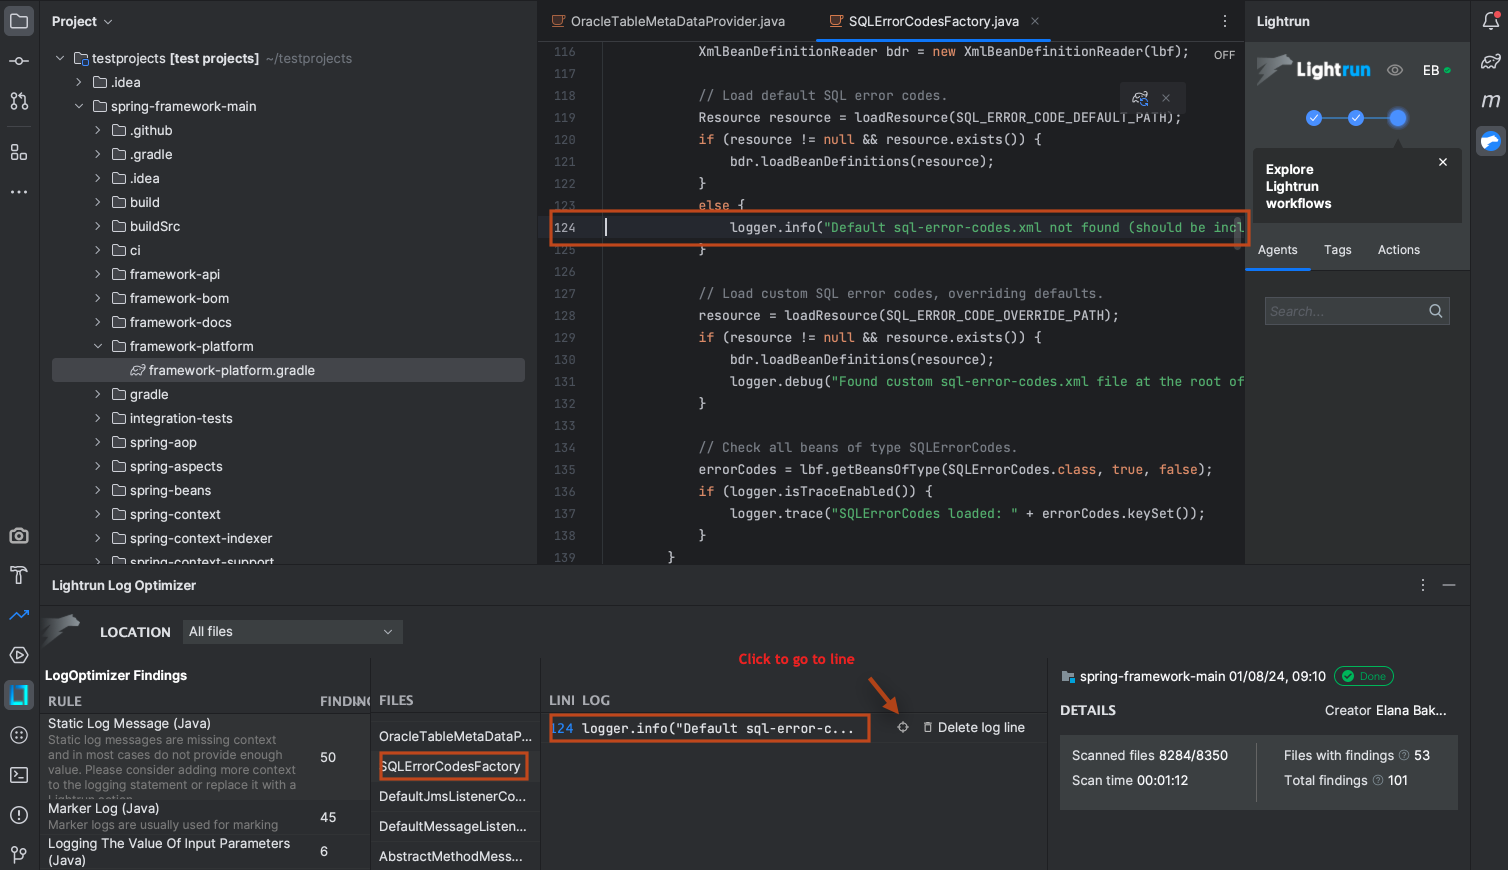 Project
testprojects [test projects] ~/testprojects
.idea
spring-framework-main
.github
.gradle
.idea
build
buildSrc
ci
framework-api
framework-bom
framework-docs
framework-platform
framework-platform.gradle
gradle
integration-tests
spring-aop
spring-aspects
spring-beans
spring-context
spring-context-indexer
spring-context-support
OracleTableMetaDataProvider.java
SQLErrorCodesFactory.java
OFF
116 XmlBeanDefinitionReader bdr = new XmlBeanDefinitionReader(lbf);
117
118 // Load default SQL error codes.
119 Resource resource = loadResource(SQL_ERROR_CODE_DEFAULT_PATH);
120 if (resource != null && resource.exists()) {
121 bdr.loadBeanDefinitions(resource);
122 }
123 else {
124 logger.info("Default sql-error-codes.xml not found (should be incl
125 }
126
127 // Load custom SQL error codes, overriding defaults.
128 resource = loadResource(SQL_ERROR_CODE_OVERRIDE_PATH);
129 if (resource != null && resource.exists()) {
130 bdr.loadBeanDefinitions(resource);
131 logger.debug("Found custom sql-error-codes.xml file at the root of
132 }
133
134 // Check all beans of type SQLErrorCodes.
135 errorCodes = lbf.getBeansOfType(SQLErrorCodes.class, true, false);
136 if (logger.isTraceEnabled()) {
137 logger.trace("SQLErrorCodes loaded: " + errorCodes.keySet());
138 }
139 }
Lightrun
Lightrun
EB
Explore
Lightrun
workflows
Agents Tags Actions
Search...
m
Lightrun Log Optimizer
LOCATION All files
LogOptimizer Findings
RULE FINDING
Static Log Message (Java)
Static log messages are missing context
and in most cases do not provide enough
value. Please consider adding more context
to the logging statement or replace it with a
Lightrun action
50
Marker Log (Java)
Marker logs are usually used for marking
45
Logging The Value Of Input Parameters
(Java)
6
FILES
OracleTableMetaDataP...
SQLErrorCodesFactory
DefaultJmsListenerCo...
DefaultMessageListen...
AbstractMethodMess...
Click to go to line
LINI LOG
124 logger.info("Default sql-error-c...
Delete log line
spring-framework-main 01/08/24, 09:10 Done
DETAILS
Creator Elana Bak...
Scanned files 8284/8350
Scan time 00:01:12
Files with findings ? 53
Total findings ? 101